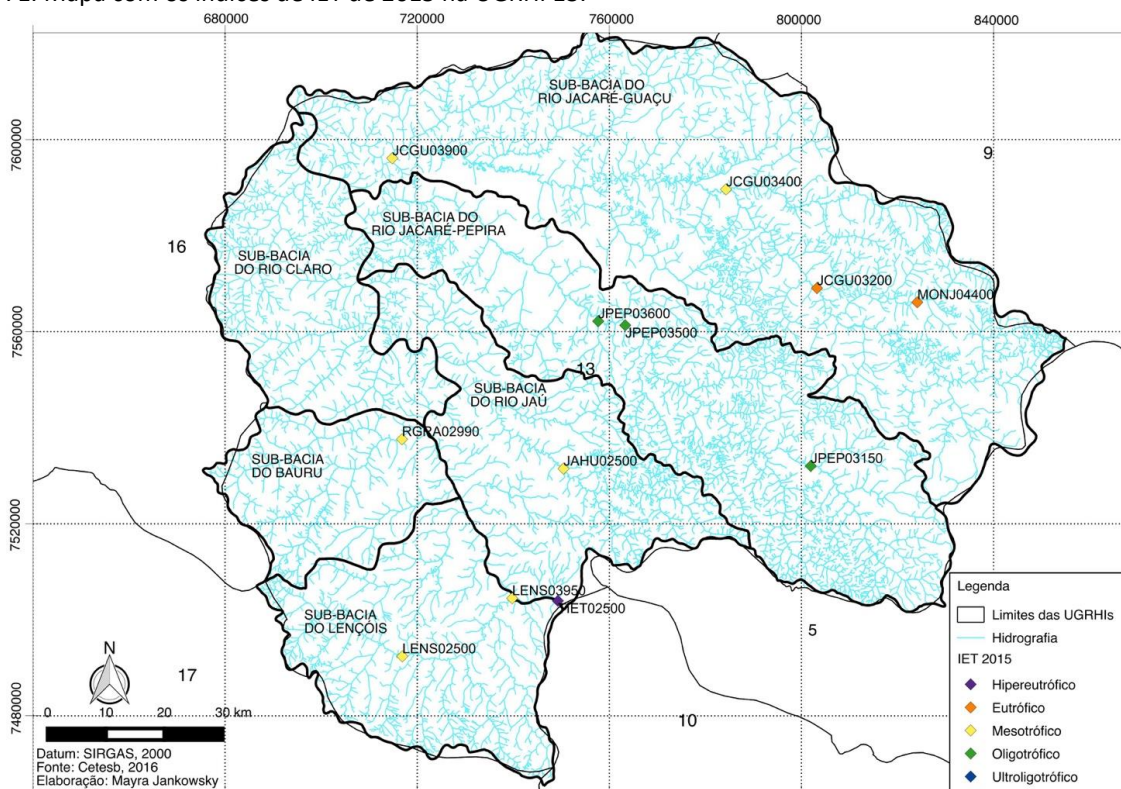 680000 720000 760000 800000 840000
SUB-BACIA DO
RIO JACARÉ-GUAÇU
7600000
9
JCGU03900
JCGU03400
SUB-BACIA DO
RIO JACARÉ-PEPIRA
16
SUB-BACIA
DO RIO CLARO
JCGU03200
MONJ04400
JPEP03600
JPEP03500
7560000
13
SUB-BACIA
DO RIO JAÚ
RGRA02990
SUB-BACIA
DO BAURU
JAHU02500
JPEP03150
7520000
LENS03950
TIET02500
SUB-BACIA
DO LENÇÓIS
LENS02500
5
17
10
7480000
N
0 10 20 30 km
Datum: SIRGAS, 2000
Fonte: Cetesb, 2016
Elaboração: Mayra Jankowsky
Legenda
Limites das UGRHIs
Hidrografia
IET 2015
Hipereutrófico
Eutrófico
Mesotrófico
Oligotrófico
Ultroligotrófico